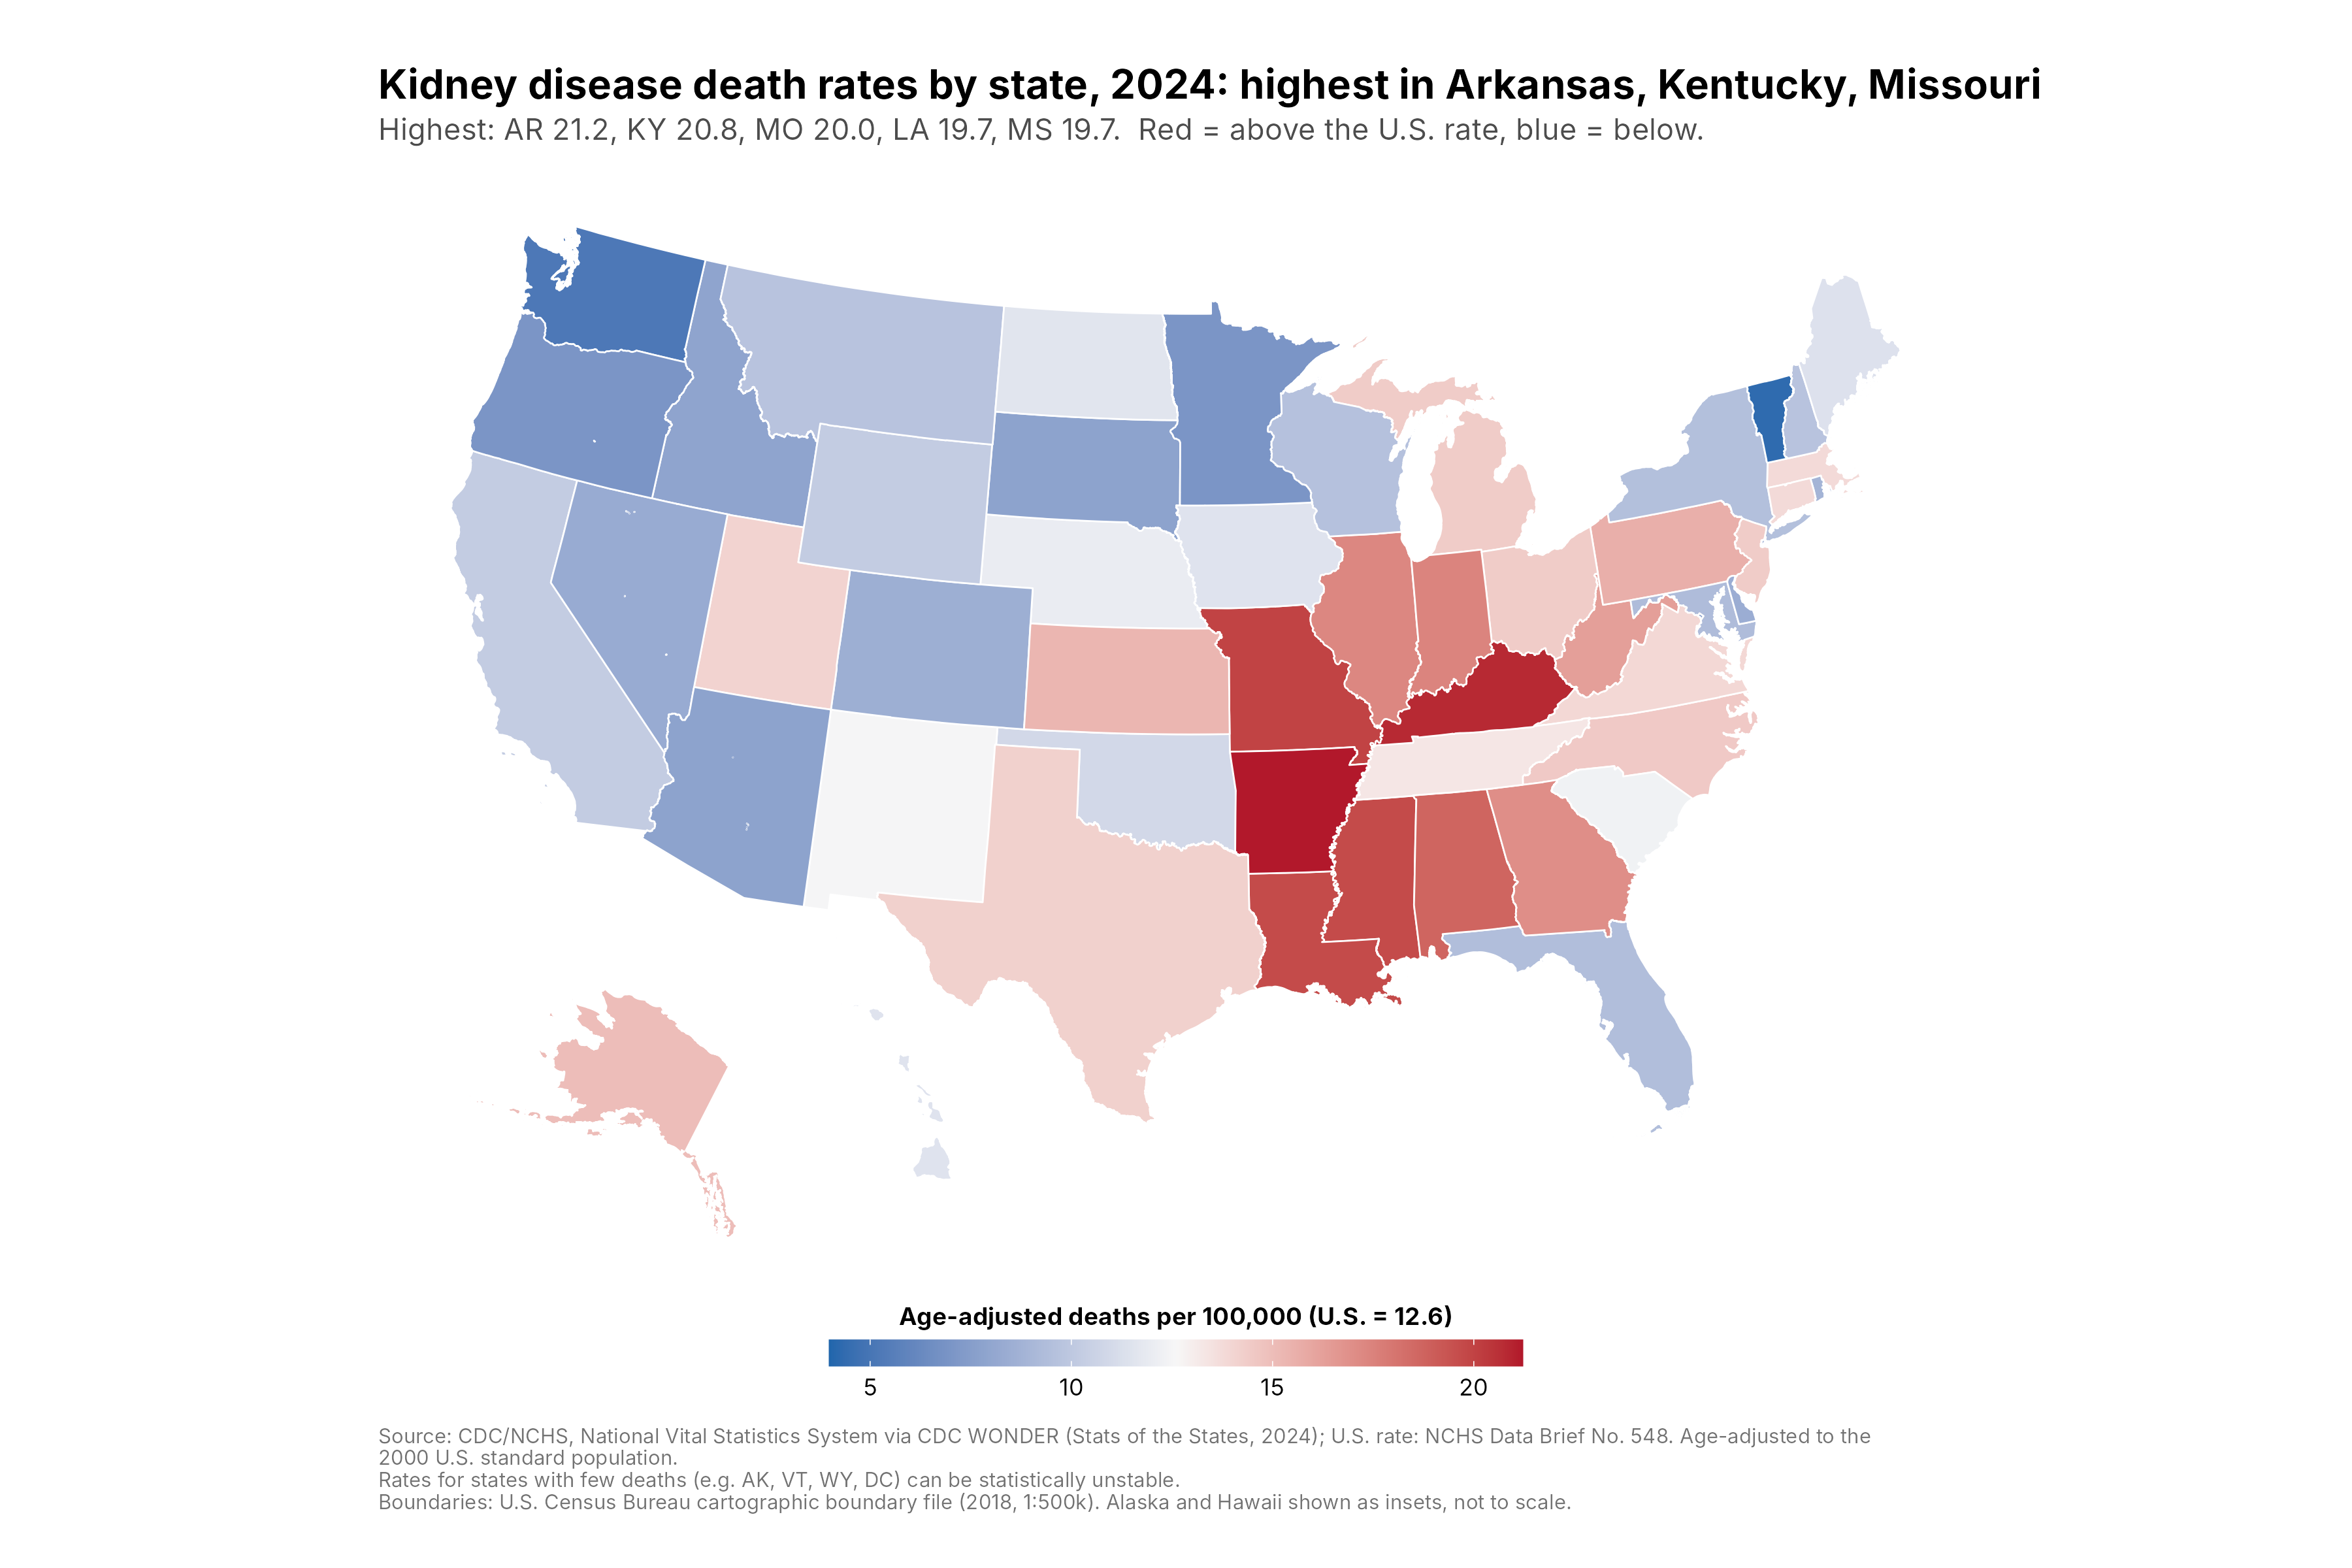 Kidney disease death rates by state, 2024: highest in Arkansas, Kentucky, Missouri
Highest: AR 21.2, KY 20.8, MO 20.0, LA 19.7, MS 19.7.  Red = above the U.S. rate, blue = below.
Age-adjusted deaths per 100,000 (U.S. = 12.6)
5 10 15 20
Source: CDC/NCHS, National Vital Statistics System via CDC WONDER (Stats of the States, 2024); U.S. rate: NCHS Data Brief No. 548. Age-adjusted to the
2000 U.S. standard population.
Rates for states with few deaths (e.g. AK, VT, WY, DC) can be statistically unstable.
Boundaries: U.S. Census Bureau cartographic boundary file (2018, 1:500k). Alaska and Hawaii shown as insets, not to scale.